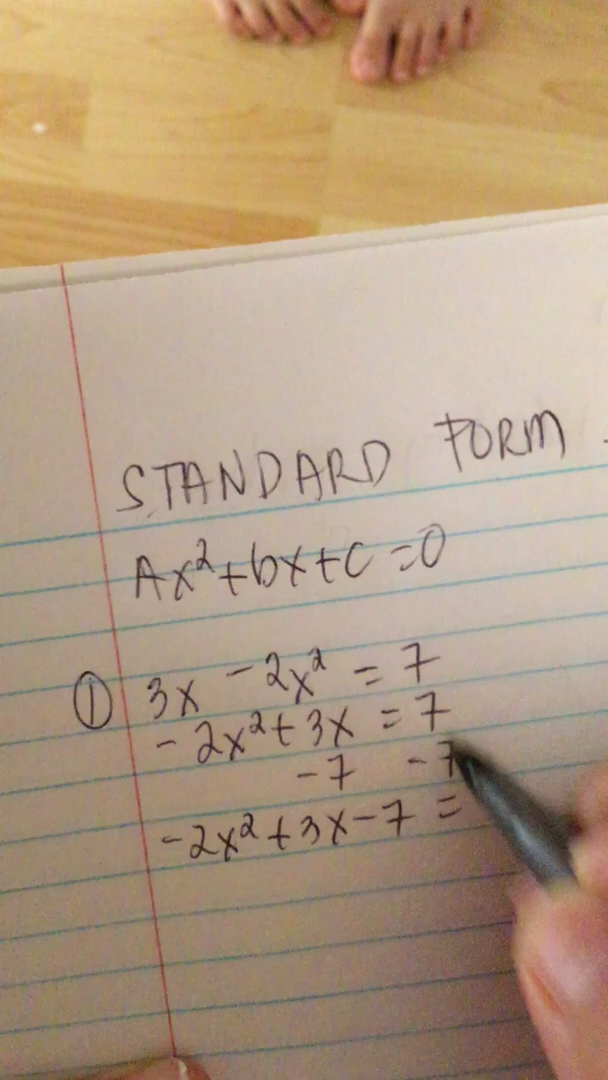 STANDARD FORM
Ax²+bx+c=0
① 3x - 2x² = 7
- 2x²+ 3x = 7
-7 -7
-2x²+3x-7 =